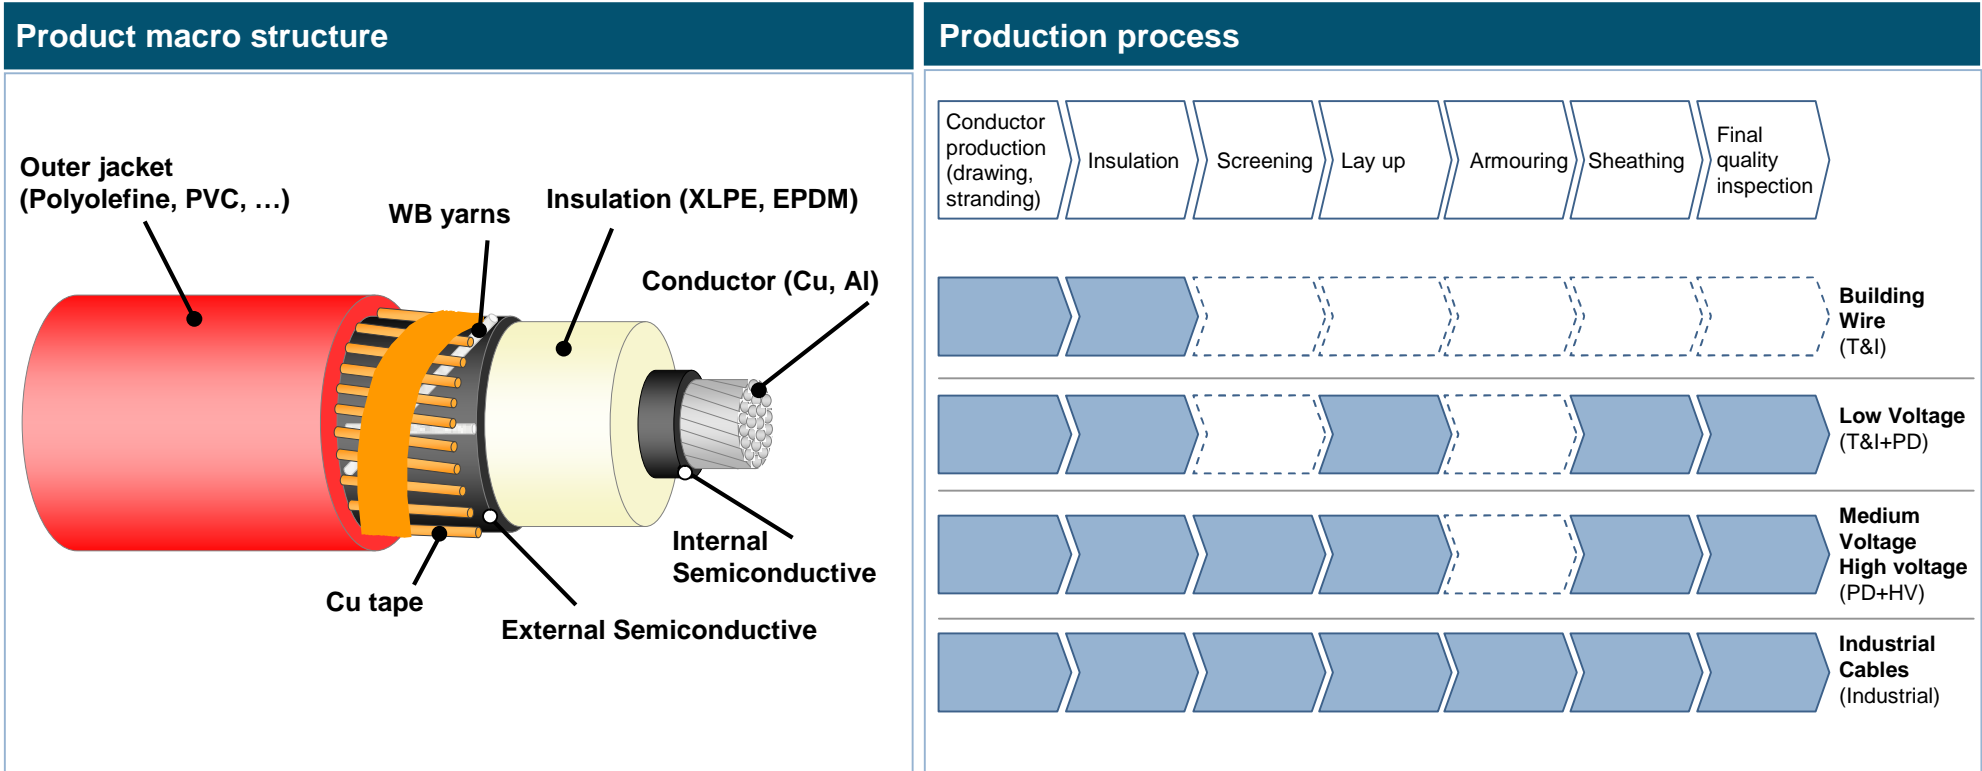 Product macro structure
Outer jacket
(Polyolefine, PVC, …)
WB yarns
Insulation (XLPE, EPDM)
Conductor (Cu, Al)
Internal
Semiconductive
Cu tape
External Semiconductive
Production process
Conductor
production
(drawing,
stranding)
Insulation
Screening
Lay up
Armouring
Sheathing
Final
quality
inspection
Building
Wire
(T&I)
Low Voltage
(T&I+PD)
Medium
Voltage
High voltage
(PD+HV)
Industrial
Cables
(Industrial)